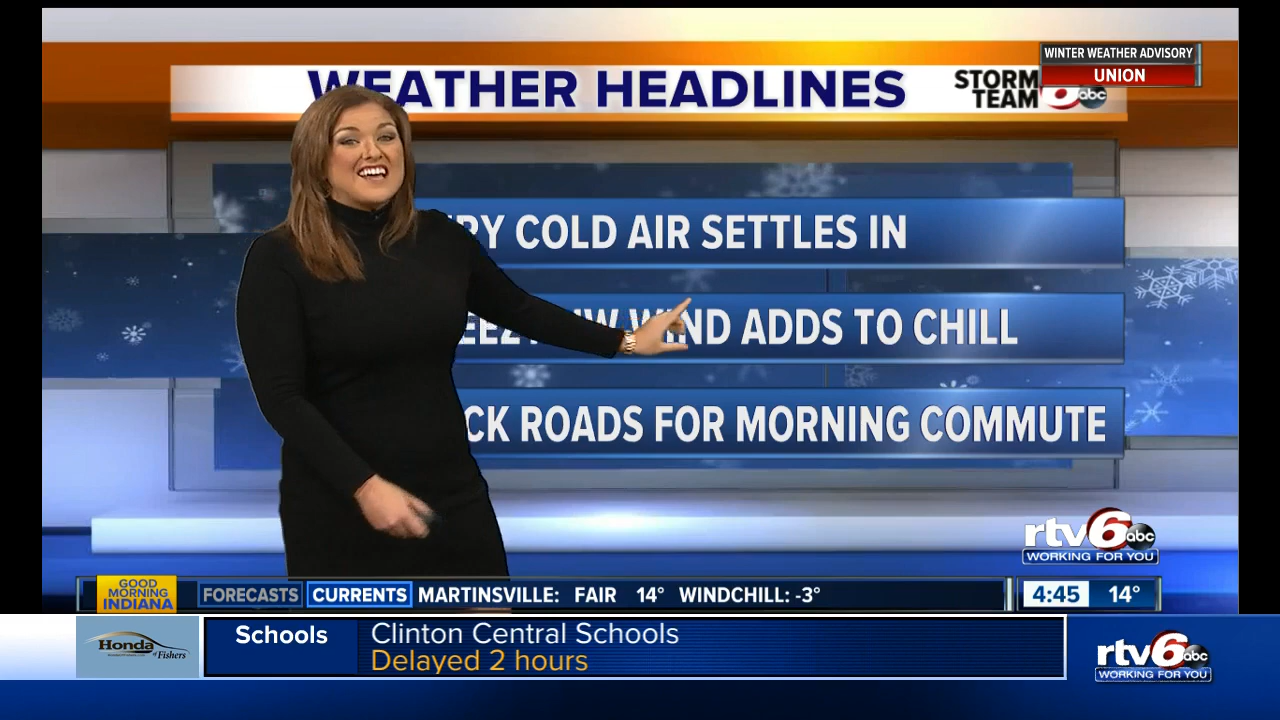 WINTER WEATHER ADVISORY
UNION
WEATHER HEADLINES
STORM
TEAM 6 abc
RY COLD AIR SETTLES IN
WIND ADDS TO CHILL
CK ROADS FOR MORNING COMMUTE
rtv6 abc
WORKING FOR YOU
GOOD
MORNING
INDIANA
FORECASTS CURRENTS MARTINSVILLE: FAIR 14° WINDCHILL: -3° 4:45 14°
Honda
of Fishers
Schools Clinton Central Schools
Delayed 2 hours
rtv6 abc
WORKING FOR YOU